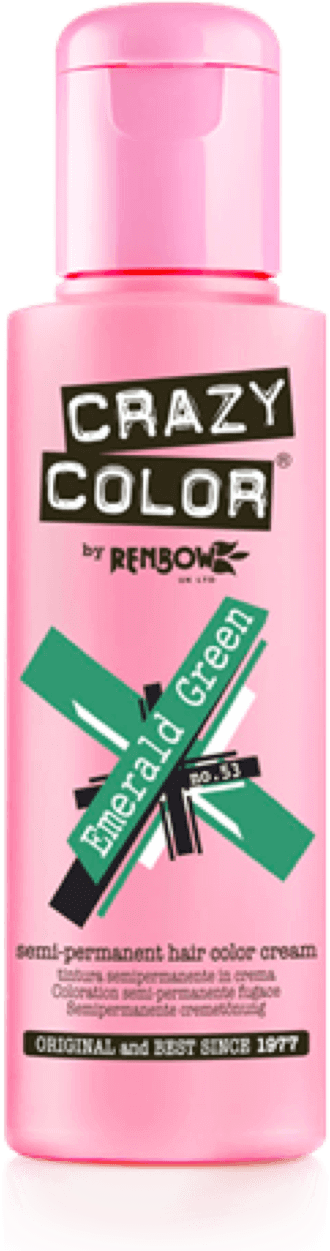 CRAZY
COLOR®
by RENBOW
UK LTD
Emerald Green
no.53
semi-permanent hair color cream
tintura semipermanente in crema
Coloration semi-permanente fugace
Semipermanente cremetönung
ORIGINAL and BEST SINCE 1977